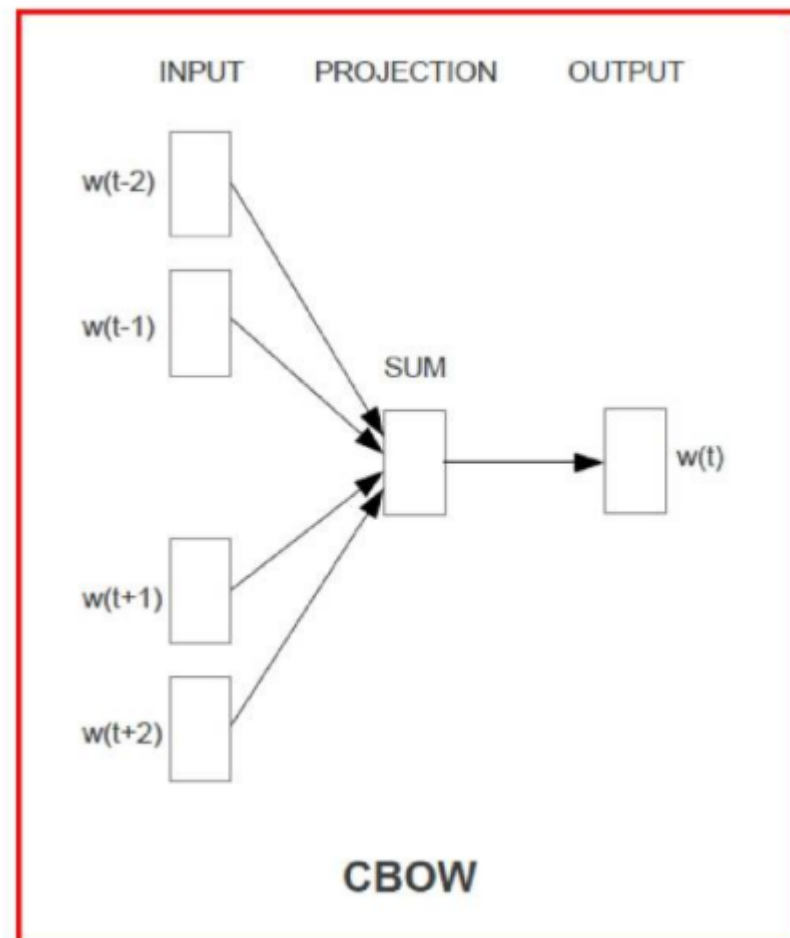 INPUT PROJECTION OUTPUT
w(t-2)
w(t-1)
SUM
w(t)
w(t+1)
w(t+2)
CBOW